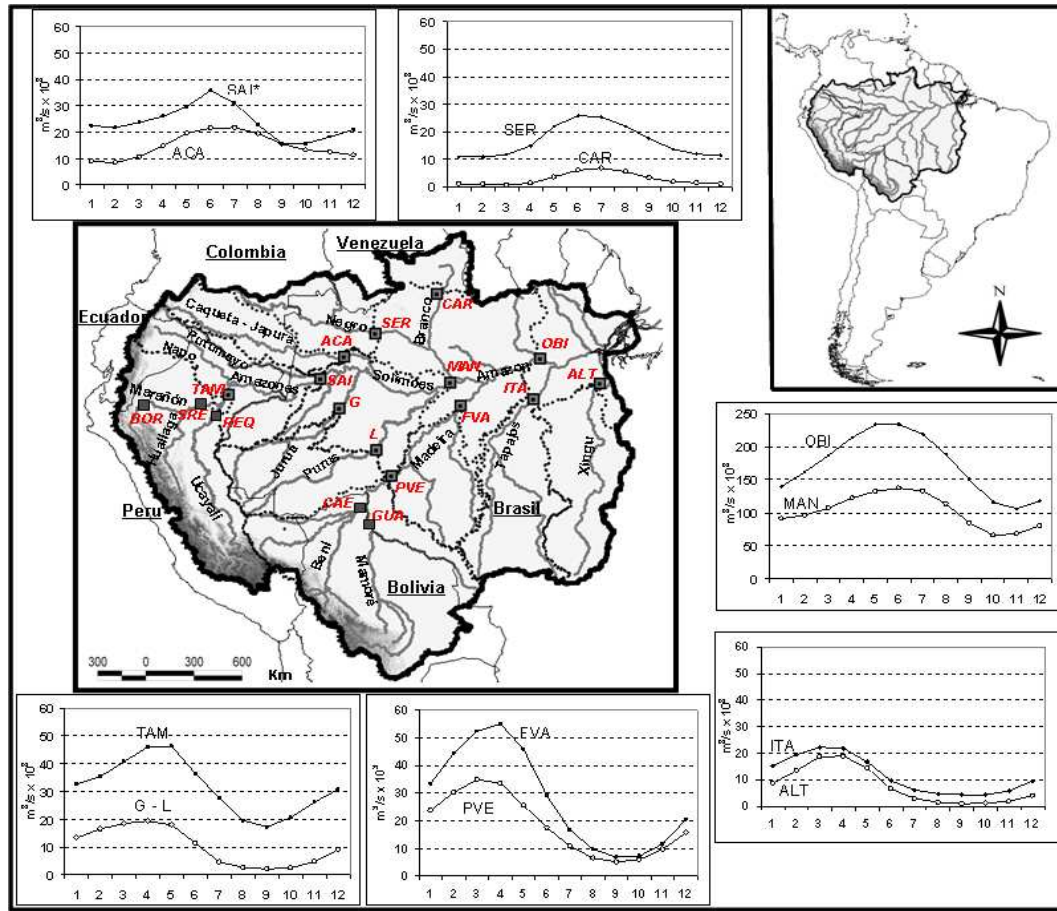 60
50
40
30
20
10
0
m³/s × 10³
SAI*
ACA
1 2 3 4 5 6 7 8 9 10 11 12
60
50
40
30
20
10
0
m³/s × 10³
SER
CAR
1 2 3 4 5 6 7 8 9 10 11 12
N
Venezuela
Colombia
Ecuador
Peru
Brasil
Bolivia
Caqueta - Japurá
Negro
Branco
Putumayo
Napo
Amazones
Solimões
Amazon
Marañón
Huallaga
Ucayali
Juruá
Purus
Madeira
Tapajos
Xingu
Beni
Mamoré
CAR
SER
ACA
OBI
MAN
ALT
ITA
SAI
TAM
G
FVA
BOR
SRE
REQ
L
PVE
CAE
GUA
300 0 300 600
Km
250
200
150
100
50
0
m³/s × 10³
OBI
MAN
1 2 3 4 5 6 7 8 9 10 11 12
60
50
40
30
20
10
0
m³/s × 10³
ITA
ALT
1 2 3 4 5 6 7 8 9 10 11 12
60
50
40
30
20
10
0
m³/s × 10³
TAM
G - L
1 2 3 4 5 6 7 8 9 10 11 12
60
50
40
30
20
10
0
m³/s × 10³
FVA
PVE
1 2 3 4 5 6 7 8 9 10 11 12